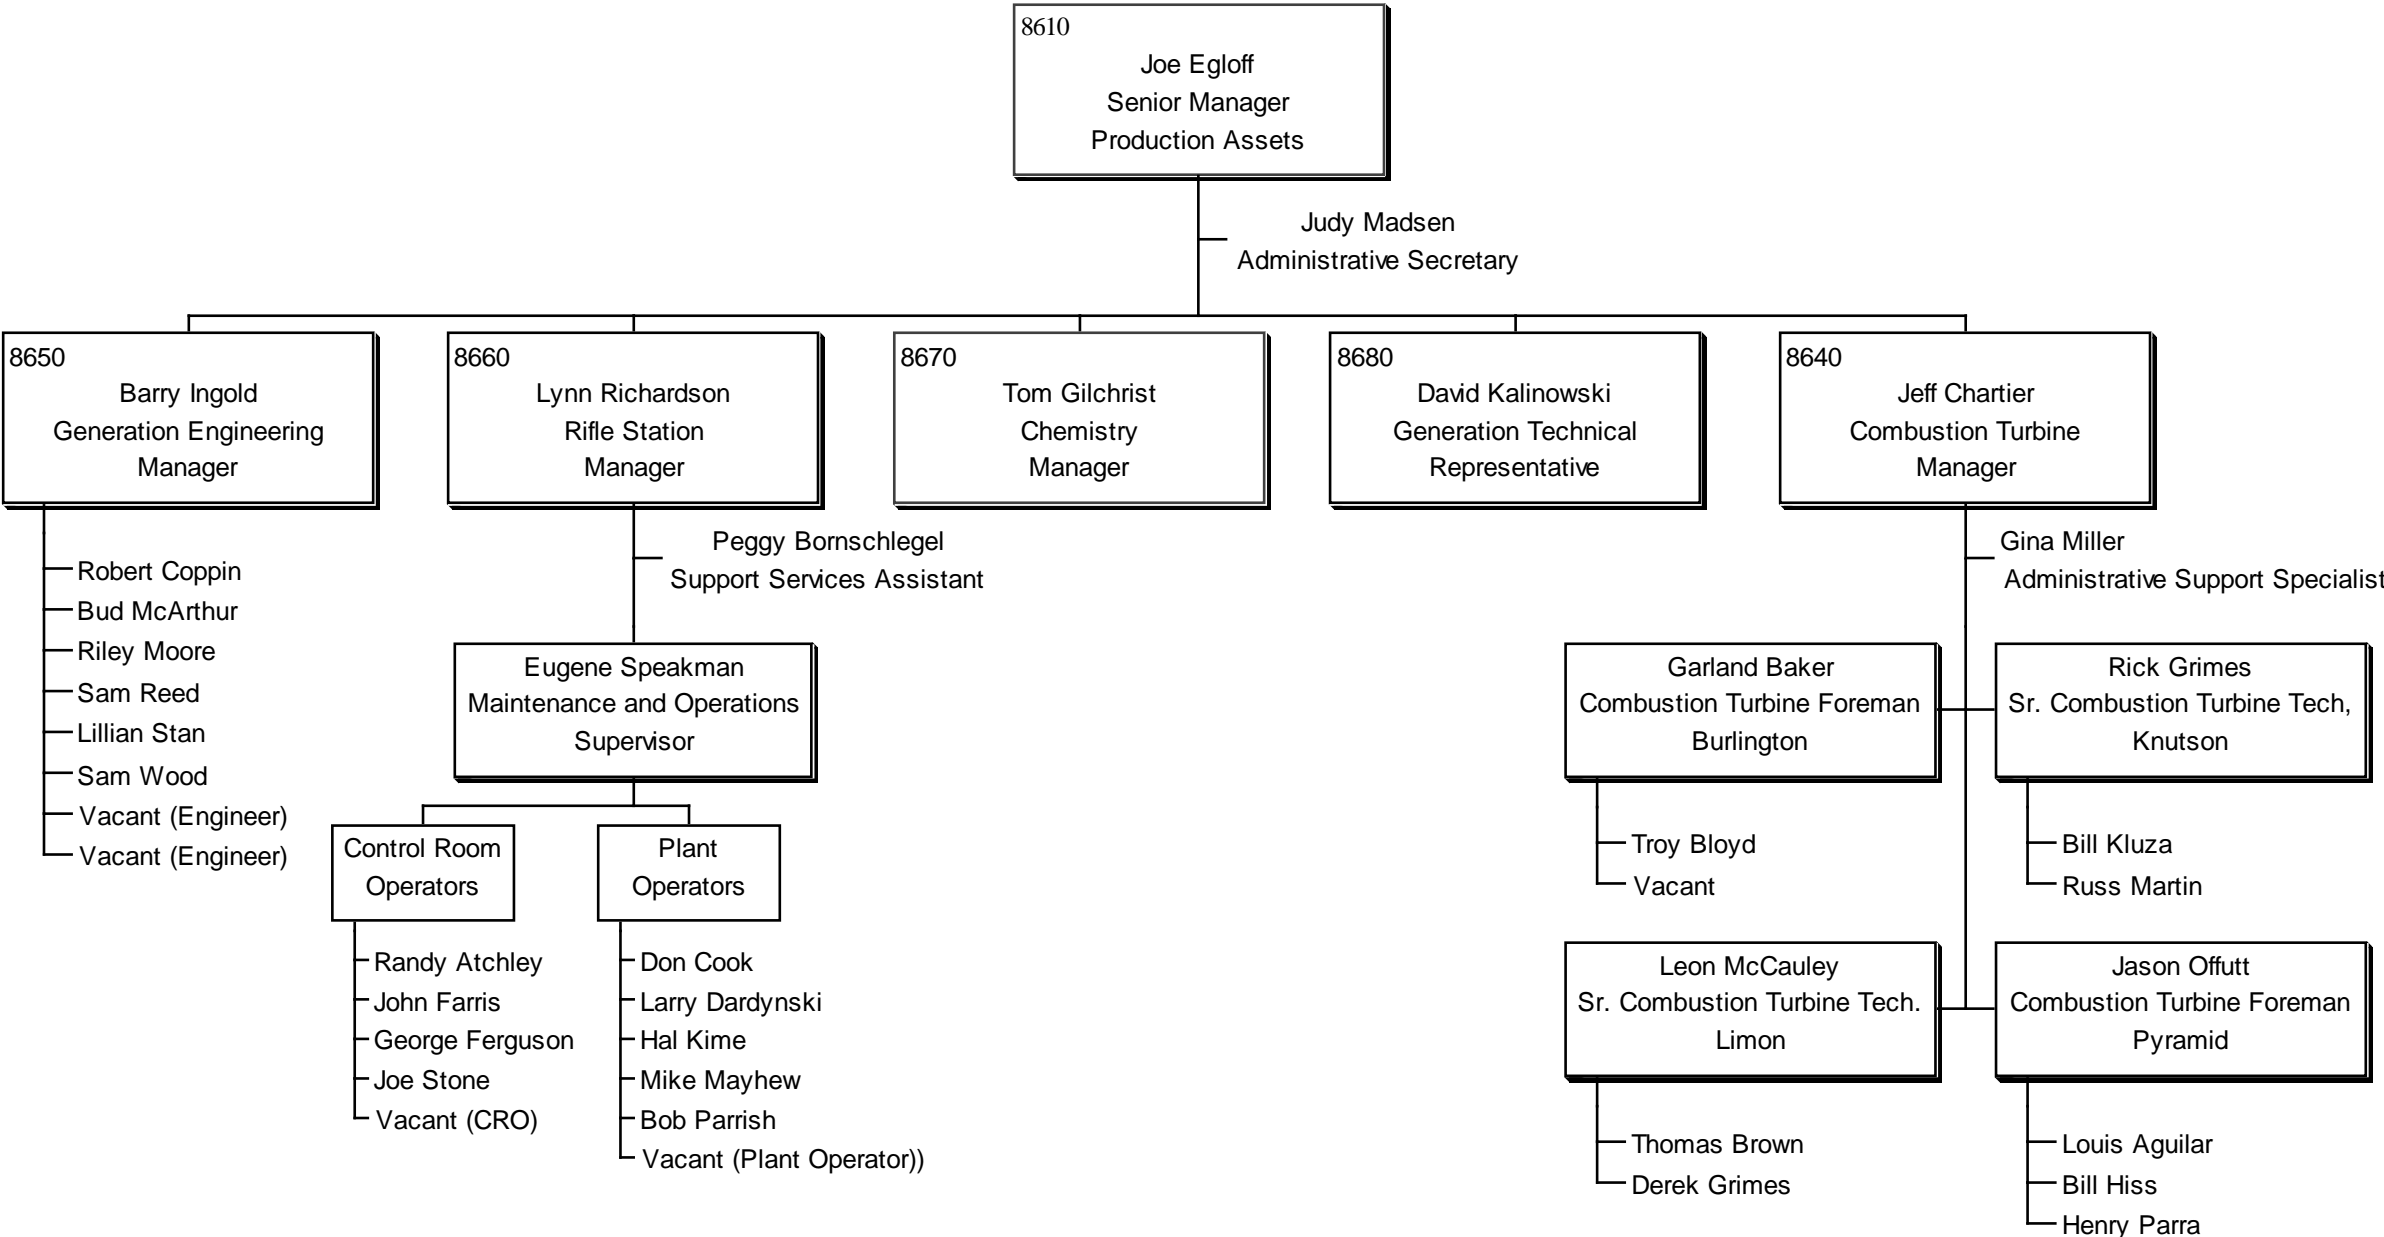 8610
Joe Egloff
Senior Manager
Production Assets
Judy Madsen
Administrative Secretary
8650
Barry Ingold
Generation Engineering
Manager
8660
Lynn Richardson
Rifle Station
Manager
8670
Tom Gilchrist
Chemistry
Manager
8680
David Kalinowski
Generation Technical
Representative
8640
Jeff Chartier
Combustion Turbine
Manager
Robert Coppin
Bud McArthur
Riley Moore
Sam Reed
Lillian Stan
Sam Wood
Vacant (Engineer)
Vacant (Engineer)
Peggy Bornschlegel
Support Services Assistant
Eugene Speakman
Maintenance and Operations
Supervisor
Control Room
Operators
Randy Atchley
John Farris
George Ferguson
Joe Stone
Vacant (CRO)
Plant
Operators
Don Cook
Larry Dardynski
Hal Kime
Mike Mayhew
Bob Parrish
Vacant (Plant Operator))
Gina Miller
Administrative Support Specialist
Garland Baker
Combustion Turbine Foreman
Burlington
Troy Bloyd
Vacant
Rick Grimes
Sr. Combustion Turbine Tech,
Knutson
Bill Kluza
Russ Martin
Leon McCauley
Sr. Combustion Turbine Tech.
Limon
Thomas Brown
Derek Grimes
Jason Offutt
Combustion Turbine Foreman
Pyramid
Louis Aguilar
Bill Hiss
Henry Parra